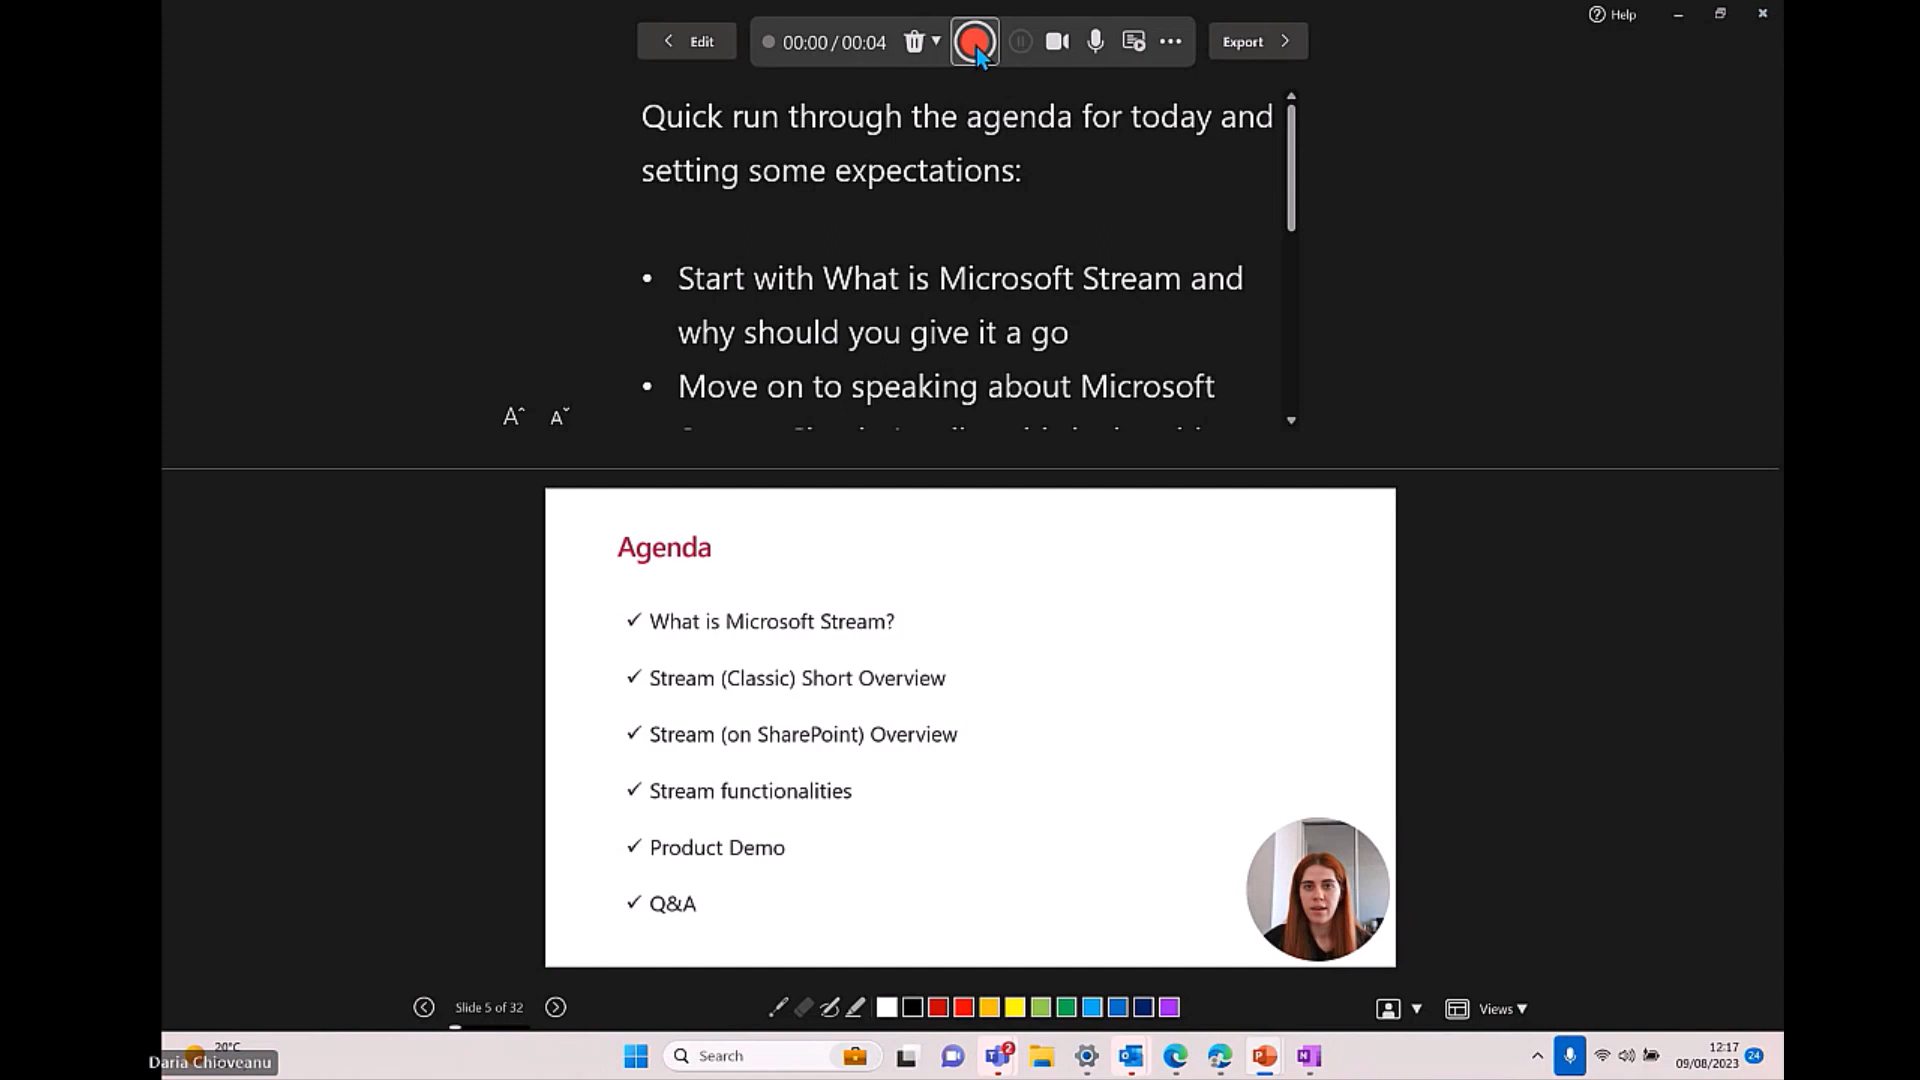 Help
Edit
00:00 / 00:04
Export
Quick run through the agenda for today and
setting some expectations:
• Start with What is Microsoft Stream and
why should you give it a go
• Move on to speaking about Microsoft
Agenda
✓ What is Microsoft Stream?
✓ Stream (Classic) Short Overview
✓ Stream (on SharePoint) Overview
✓ Stream functionalities
✓ Product Demo
✓ Q&A
Slide 5 of 32
Views
20°C
Daria Chioveanu
Search
2
12:17
09/08/2023
24